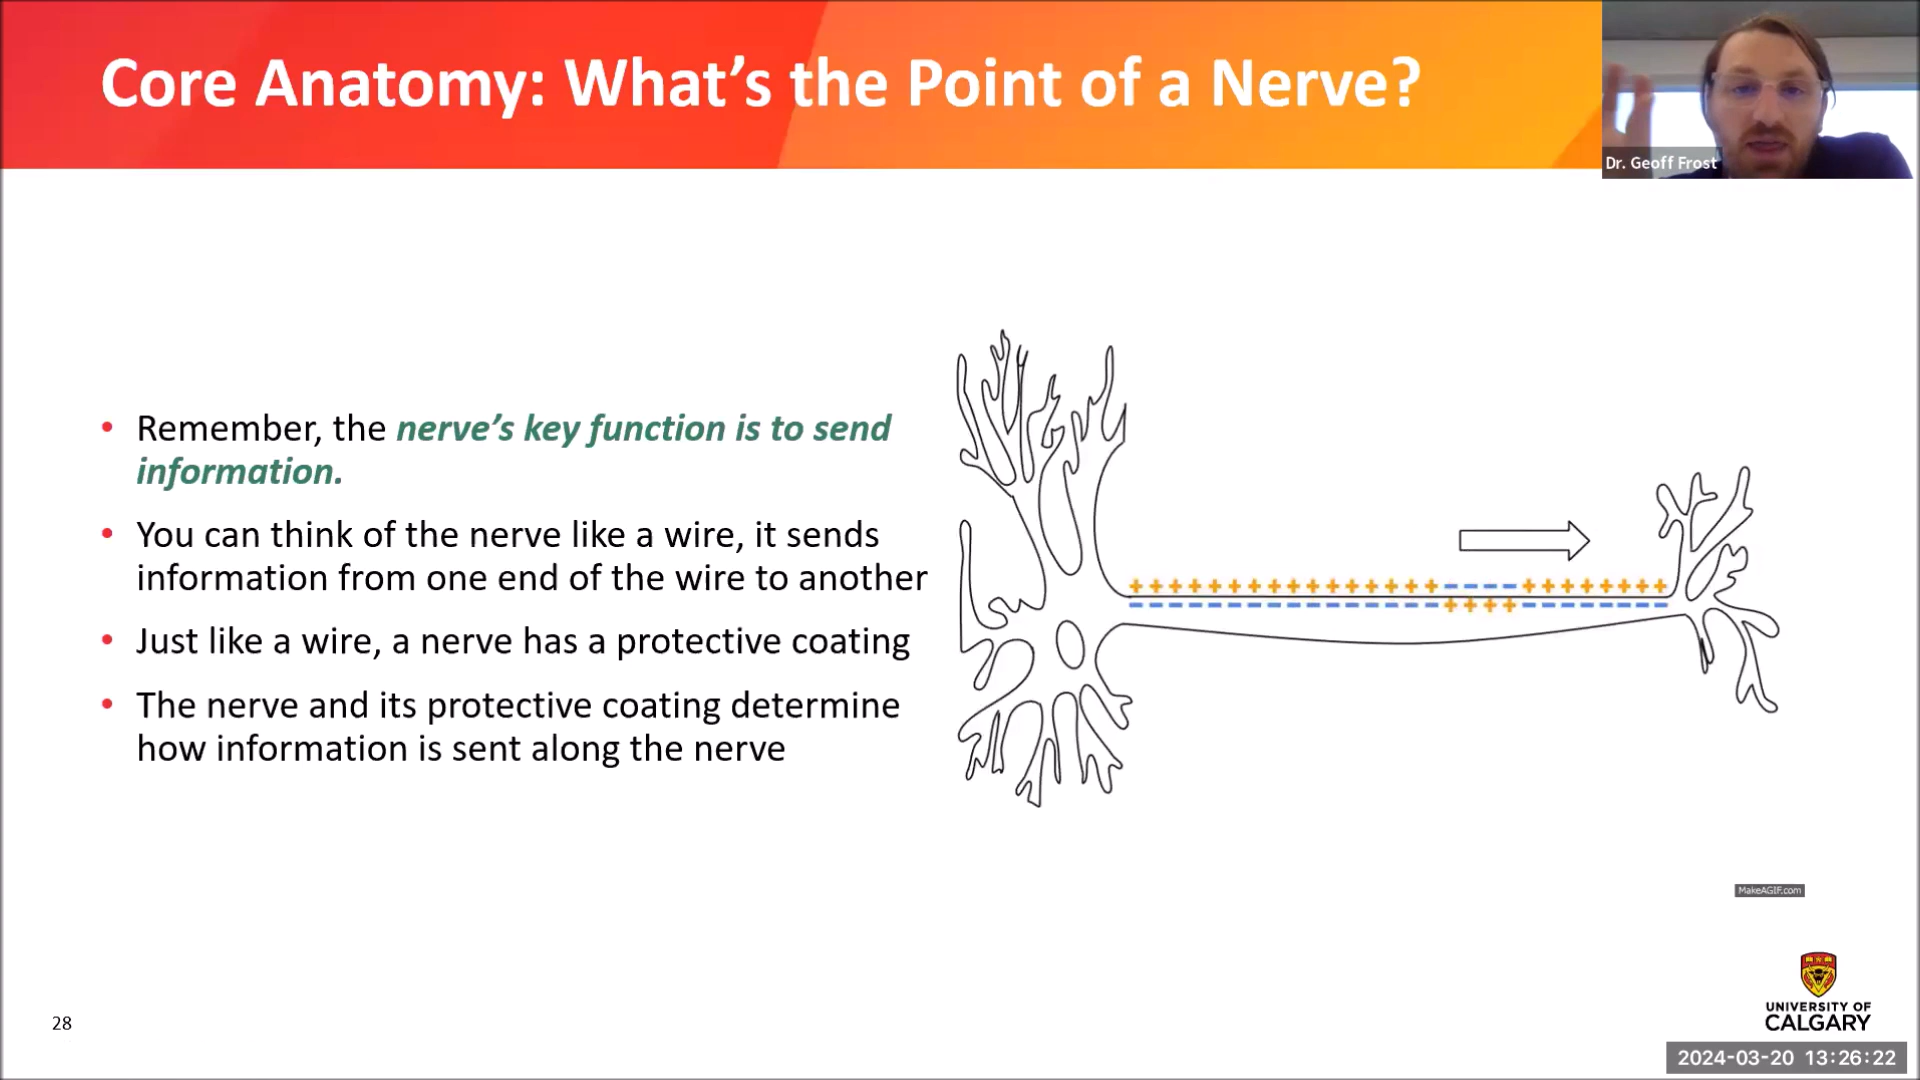 Core Anatomy: What's the Point of a Nerve?
Dr. Geoff Frost
• Remember, the nerve's key function is to send
information.
• You can think of the nerve like a wire, it sends
information from one end of the wire to another
• Just like a wire, a nerve has a protective coating
• The nerve and its protective coating determine
how information is sent along the nerve
MakeAGIF.com
UNIVERSITY OF
CALGARY
28
2024-03-20 13:26:22